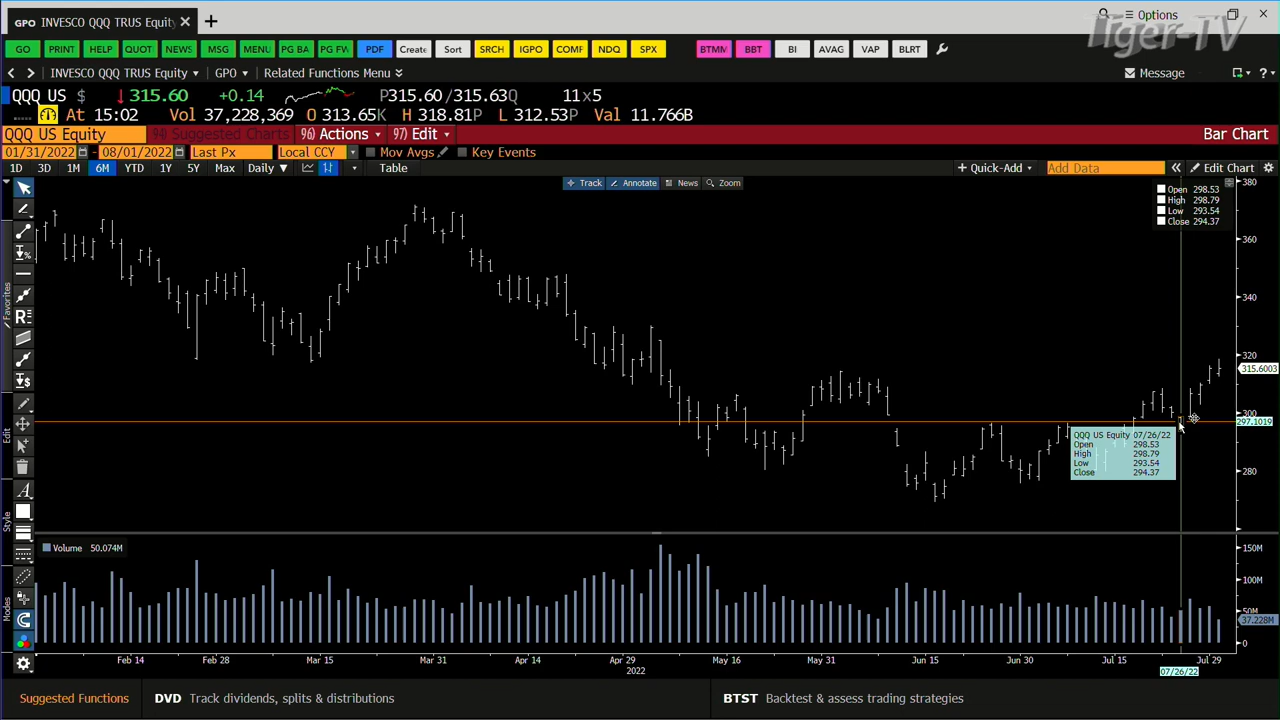 GPO INVESCO QQQ TRUS Equity × +
Options
Tiger-TV
GO PRINT HELP QUOT NEWS MSG MENU PG BA PG FW PDF Create Sort SRCH IGPO COMF NDQ SPX BTMM BBT BI AVAG VAP BLRT
INVESCO QQQ TRUS Equity GPO Related Functions Menu Message ?
QQQ US $ ↓315.60 +0.14 P315.60/315.63Q 11x5
At 15:02 Vol 37,228,369 O 313.65K H 318.81P L 312.53P Val 11.766B
QQQ US Equity 94) Suggested Charts 96) Actions 97) Edit Bar Chart
01/31/2022 - 08/01/2022 Last Px Local CCY Mov Avgs Key Events
1D 3D 1M 6M YTD 1Y 5Y Max Daily Table + Quick-Add Add Data « Edit Chart
Track Annotate News Zoom
Open 298.53
High 298.79
Low 293.54
Close 294.37
380
360
340
320
315.6003
300
297.1019
280
QQQ US Equity 07/26/22
Open 298.53
High 298.79
Low 293.54
Close 294.37
Favorites
Edit
Style
Modes
Volume 50.074M
150M
100M
50M
37.228M
0
Feb 14 Feb 28 Mar 15 Mar 31 Apr 14 Apr 29 May 16 May 31 Jun 15 Jun 30 Jul 15 Jul 29
2022
07/26/22
Suggested Functions DVD Track dividends, splits & distributions BTST Backtest & assess trading strategies